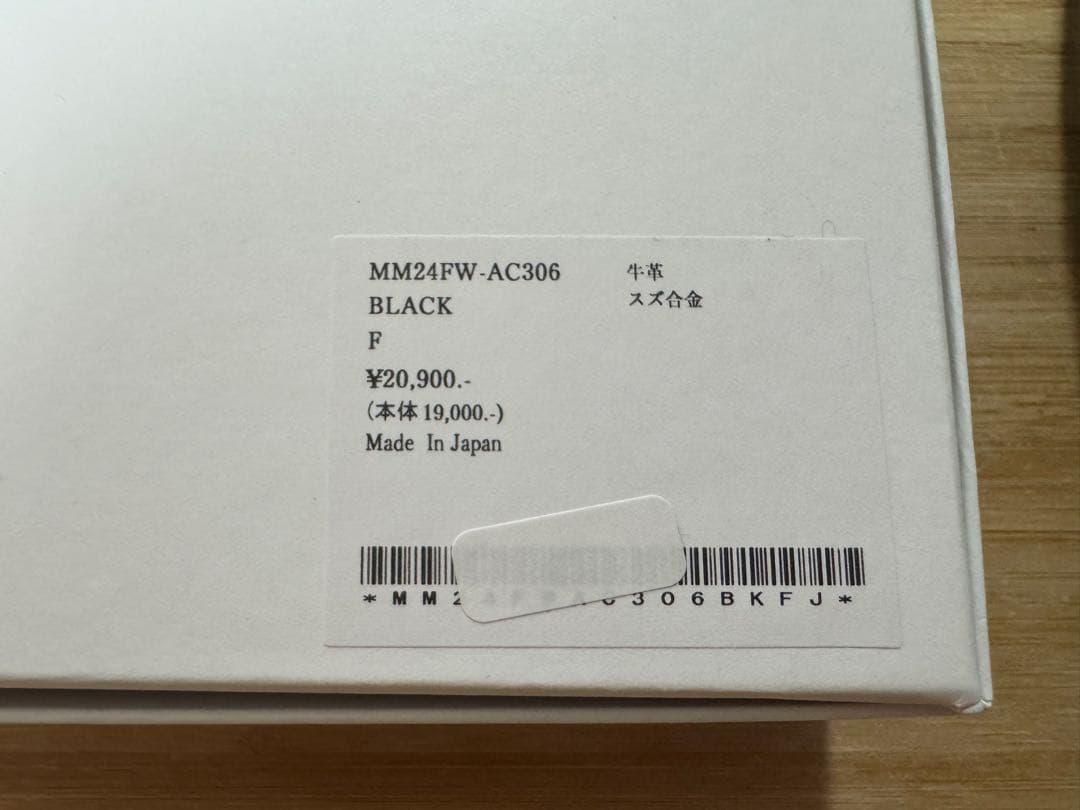 MM24FW-AC306
BLACK
F
¥20,900.-
(本体 19,000.-)
Made In Japan
牛革
スズ合金